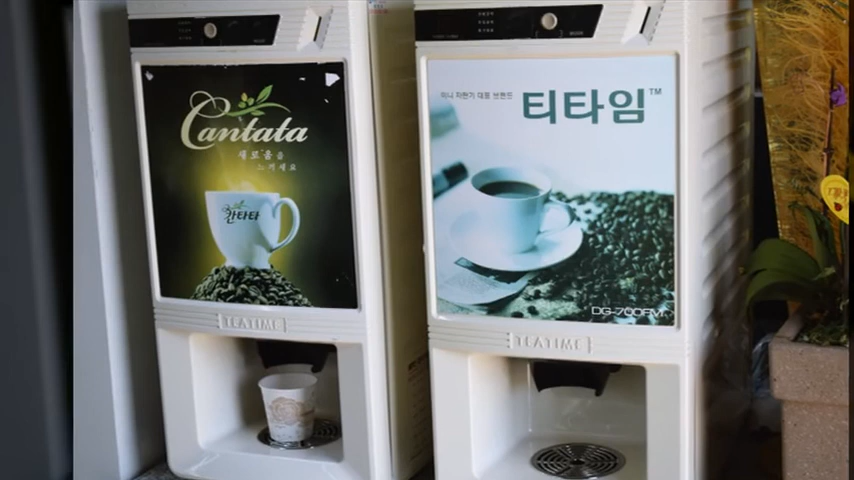 Cantata
새로움을
느끼세요
칸타타
TEATIME
미니 자판기 대표 브랜드
티타임™
DG-700FM
TEATIME
MODE